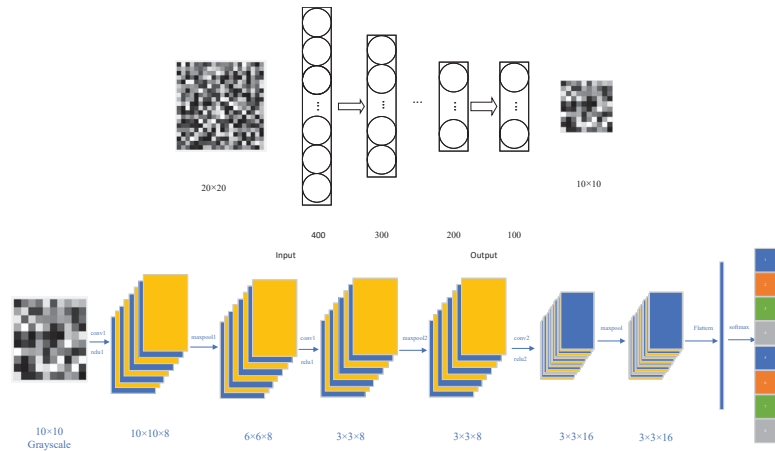 ...
...
...
...
...
20×20
10×10
400
300
200
100
Input
Output
conv1
relu1
maxpool1
conv1
relu1
maxpool2
conv2
relu2
maxpool
Flattern
softmax
10×10
Grayscale
10×10×8
6×6×8
3×3×8
3×3×8
3×3×16
3×3×16